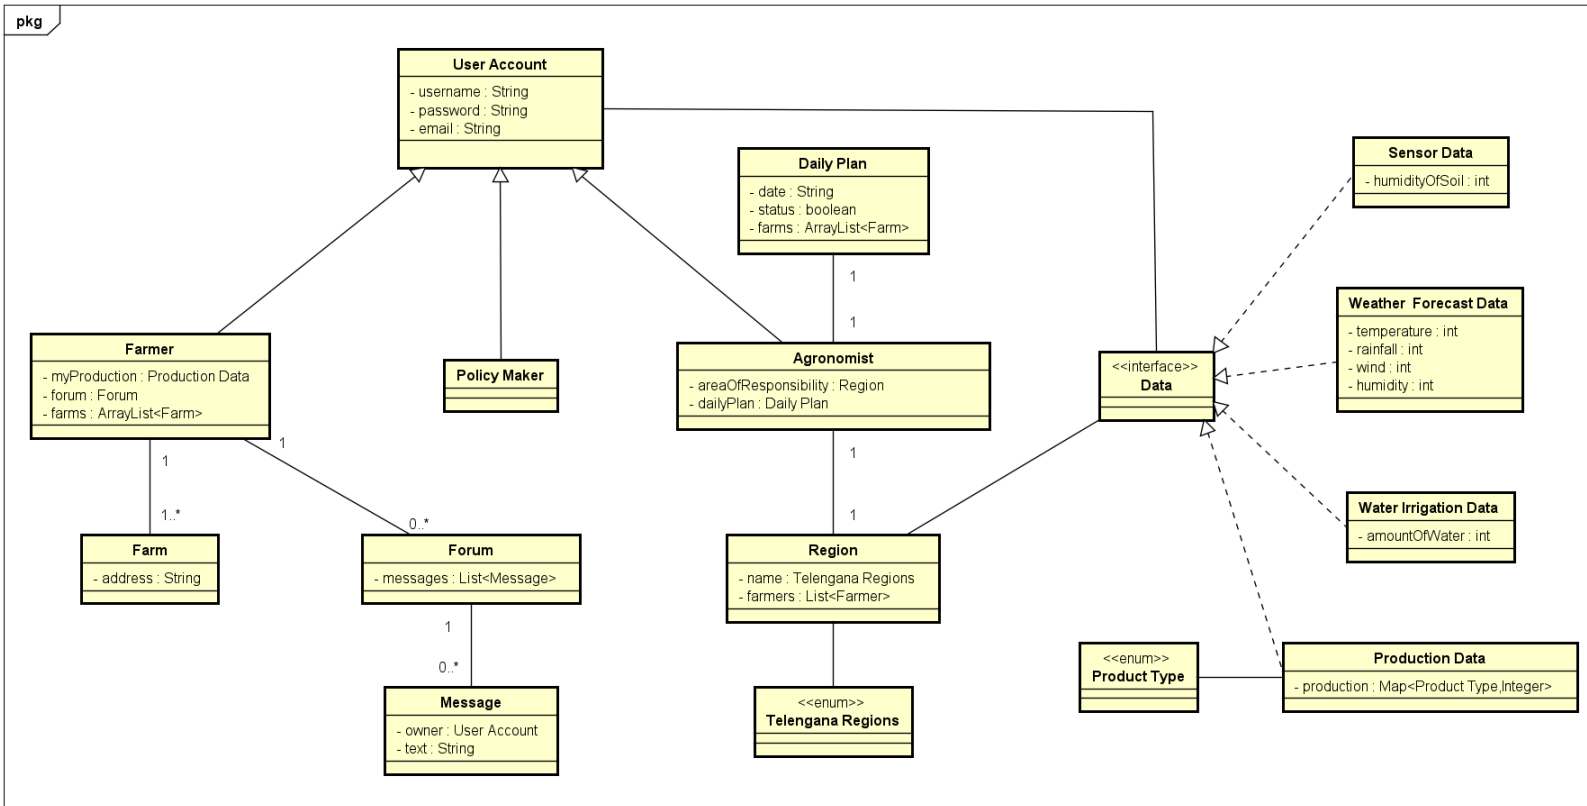 pkg
User Account
- username : String
- password : String
- email : String
Daily Plan
- date : String
- status : boolean
- farms : ArrayList<Farm>
Sensor Data
- humidityOfSoil : int
1
1
Weather  Forecast Data
- temperature : int
- rainfall : int
- wind : int
- humidity : int
Farmer
- myProduction : Production Data
- forum : Forum
- farms : ArrayList<Farm>
Policy Maker
Agronomist
- areaOfResponsibility : Region
- dailyPlan : Daily Plan
<<interface>>
Data
1
1
1
1..*
0..*
1
Water Irrigation Data
- amountOfWater : int
Farm
- address : String
Forum
- messages : List<Message>
Region
- name : Telengana Regions
- farmers : List<Farmer>
1
0..*
<<enum>>
Product Type
Production Data
- production : Map<Product Type,Integer>
Message
- owner : User Account
- text : String
<<enum>>
Telengana Regions